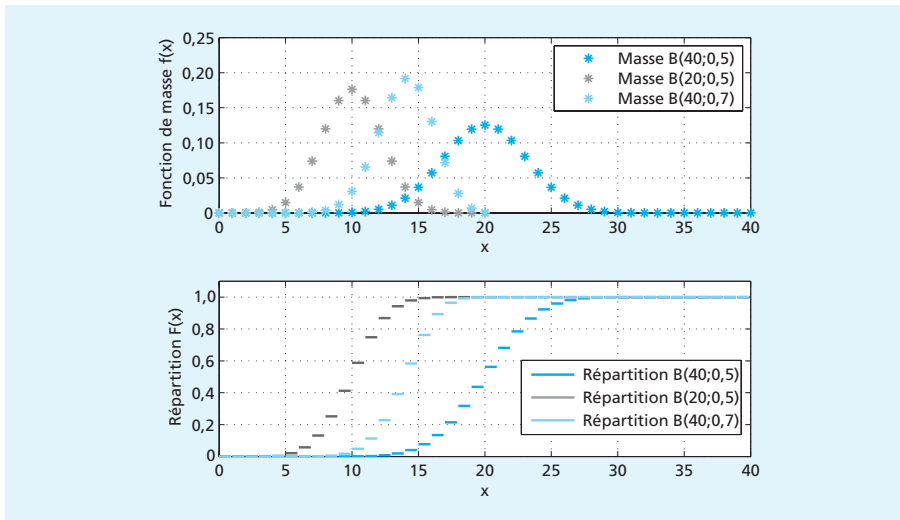 Fonction de masse f(x)
0,25
0,20
0,15
0,10
0,05
0
Masse B(40;0,5)
Masse B(20;0,5)
Masse B(40;0,7)
0 5 10 15 20 25 30 35 40
x
Répartition F(x)
1,0
0,8
0,6
0,4
0,2
0
Répartition B(40;0,5)
Répartition B(20;0,5)
Répartition B(40;0,7)
0 5 10 15 20 25 30 35 40
x